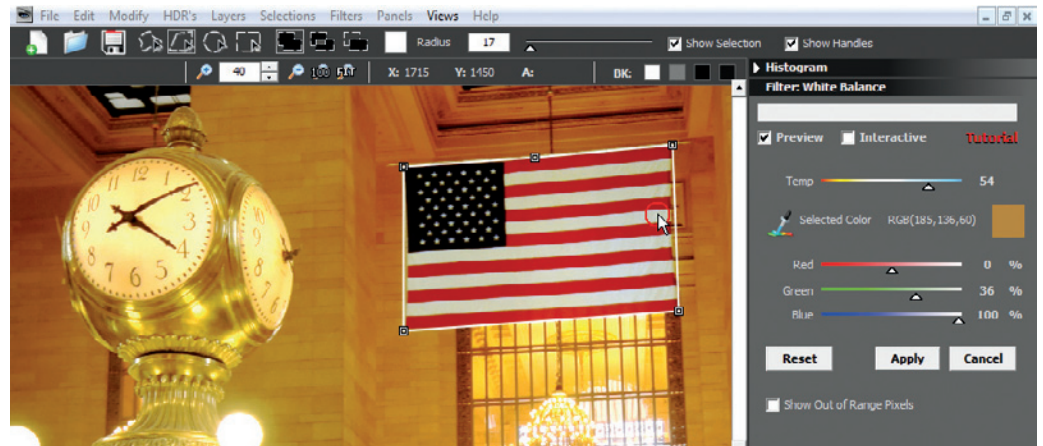 File Edit Modify HDR's Layers Selections Filters Panels Views Help
Radius 17 Show Selection Show Handles
40 100 FIT X: 1715 Y: 1450 A: DK:
Histogram
Filter: White Balance
Preview Interactive Tutorial
Temp 54
Selected Color RGB(185,136,60)
Red 0 %
Green 36 %
Blue 100 %
Reset Apply Cancel
Show Out of Range Pixels
11 12 1
10 2
9 3
8 4
7 6 5